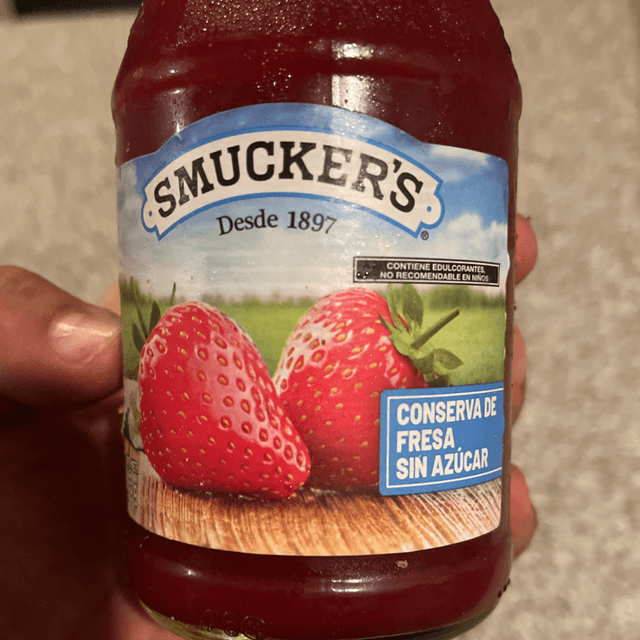 SMUCKER'S
®
Desde 1897
CONTIENE EDULCORANTES,
NO RECOMENDABLE EN NIÑOS
CONSERVA DE
FRESA
SIN AZÚCAR